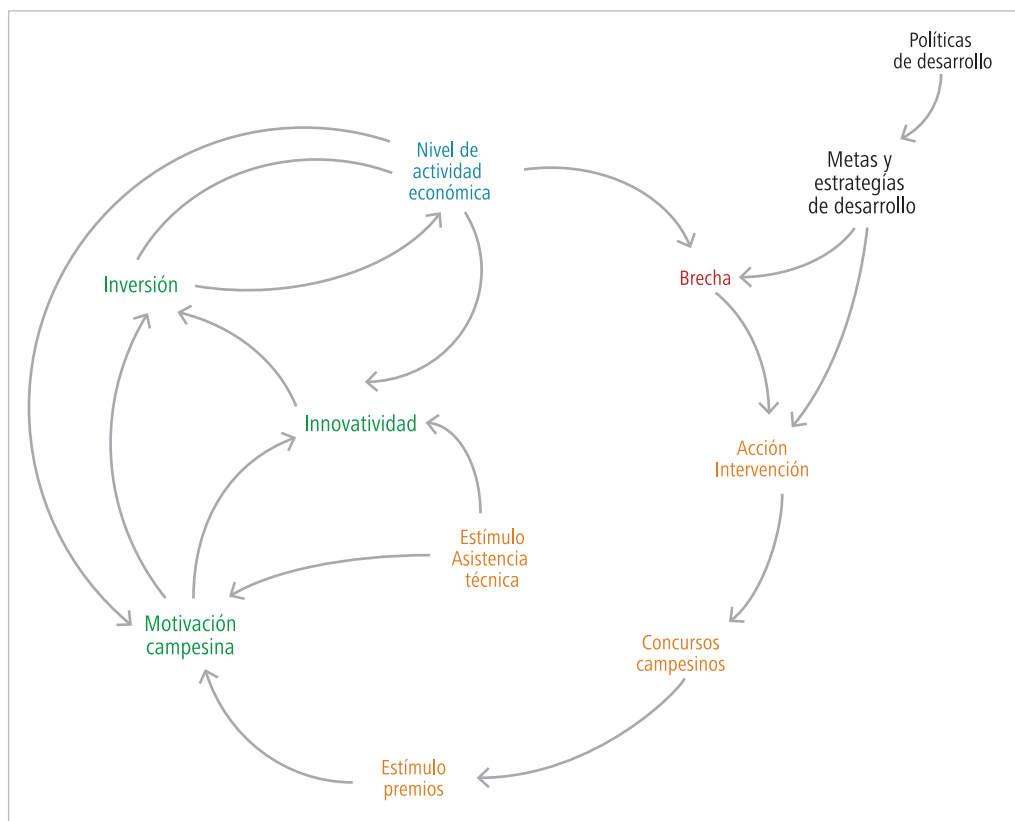 Políticas
de desarrollo
Nivel de
actividad
económica
Metas y
estrategías
de desarrollo
Inversión
Brecha
Innovatividad
Acción
Intervención
Estímulo
Asistencia
técnica
Motivación
campesina
Concursos
campesinos
Estímulo
premios